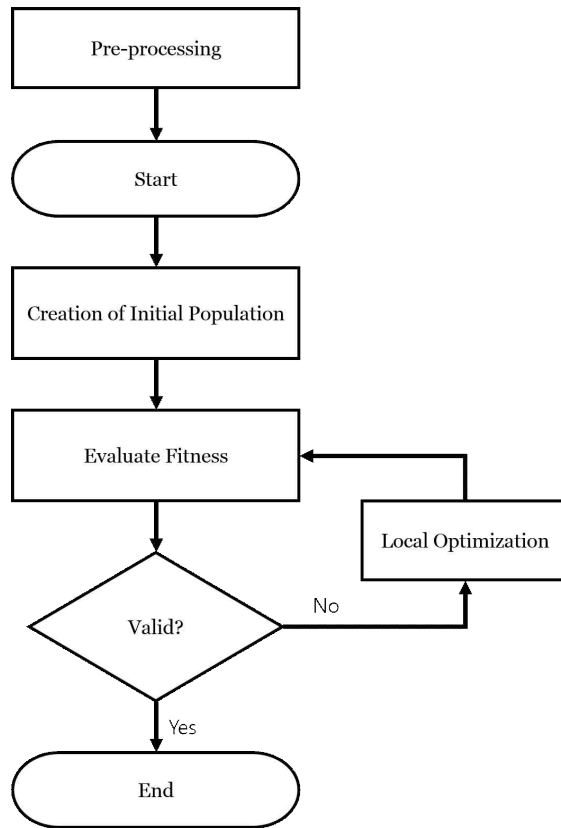 Pre-processing
Start
Creation of Initial Population
Evaluate Fitness
Local Optimization
No
Valid?
Yes
End